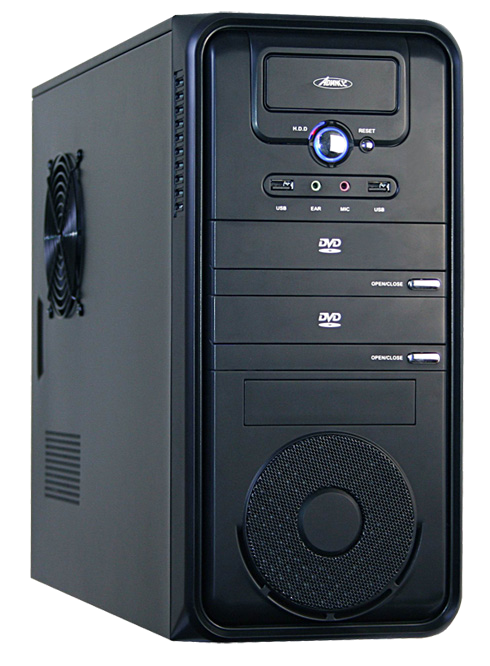 ADVANCE
H.D.D RESET
USB EAR MIC USB
DVD
OPEN/CLOSE
DVD
OPEN/CLOSE